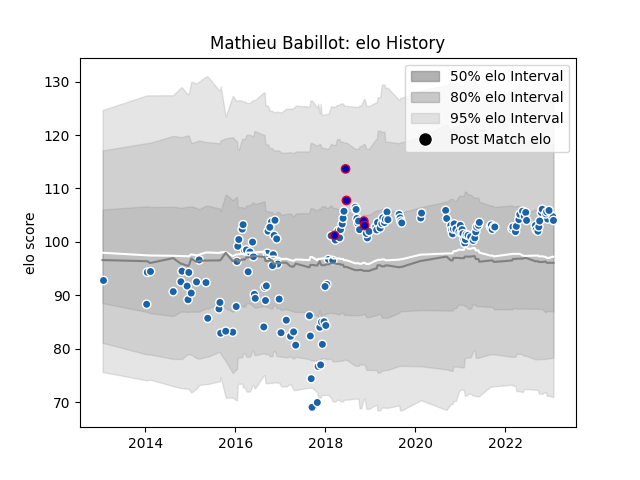 Mathieu Babillot: elo History
50% elo Interval
80% elo Interval
95% elo Interval
Post Match elo
elo score
130
120
110
100
90
80
70
2014 2016 2018 2020 2022